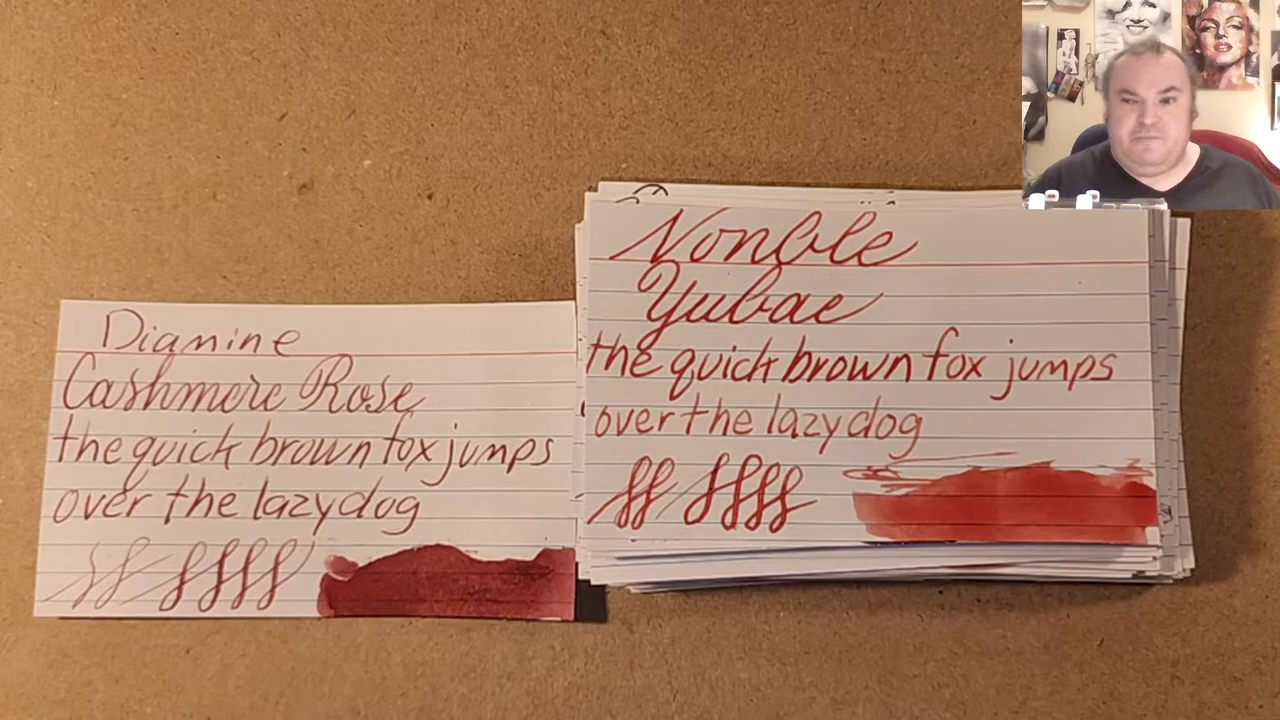 Diamine
Cashmere Rose
the quick brown fox jumps
over the lazy dog
Nonble
Yubae
the quick brown fox jumps
over the lazy dog